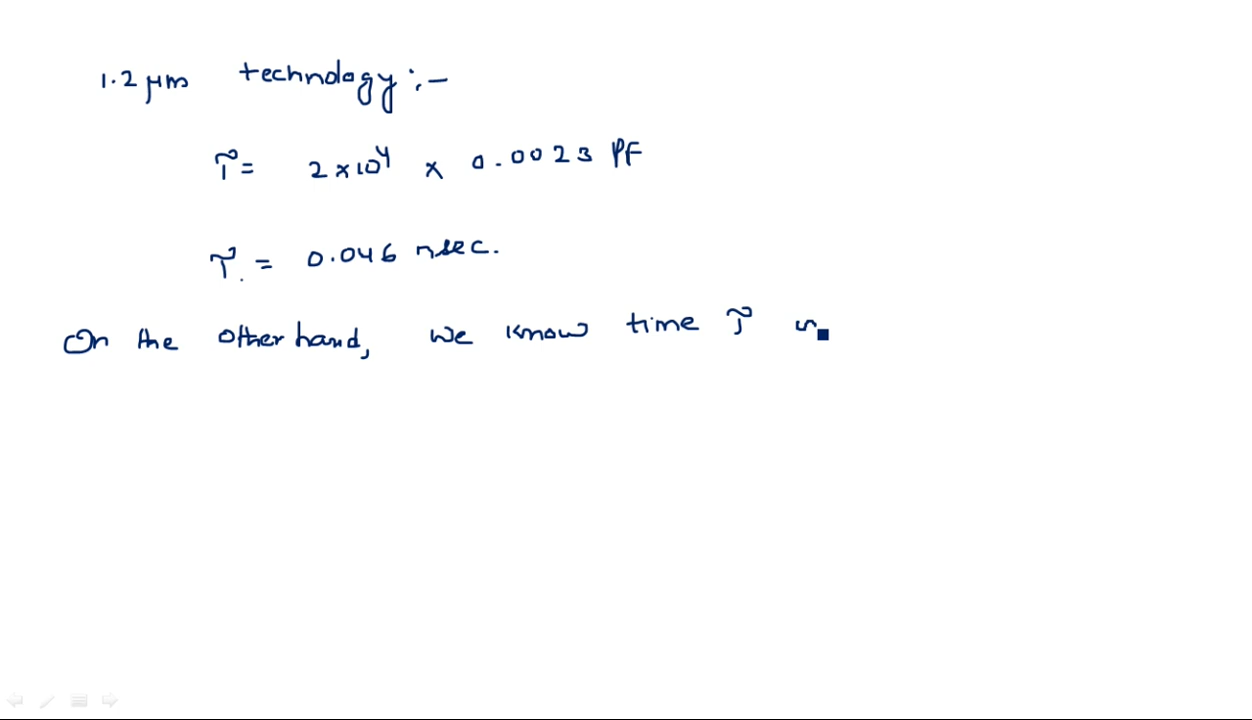 1.2 μm technology :-
τ = 2 × 10⁴ × 0.0023 PF
τ = 0.046 nsec.
On the other hand, we know time τ is